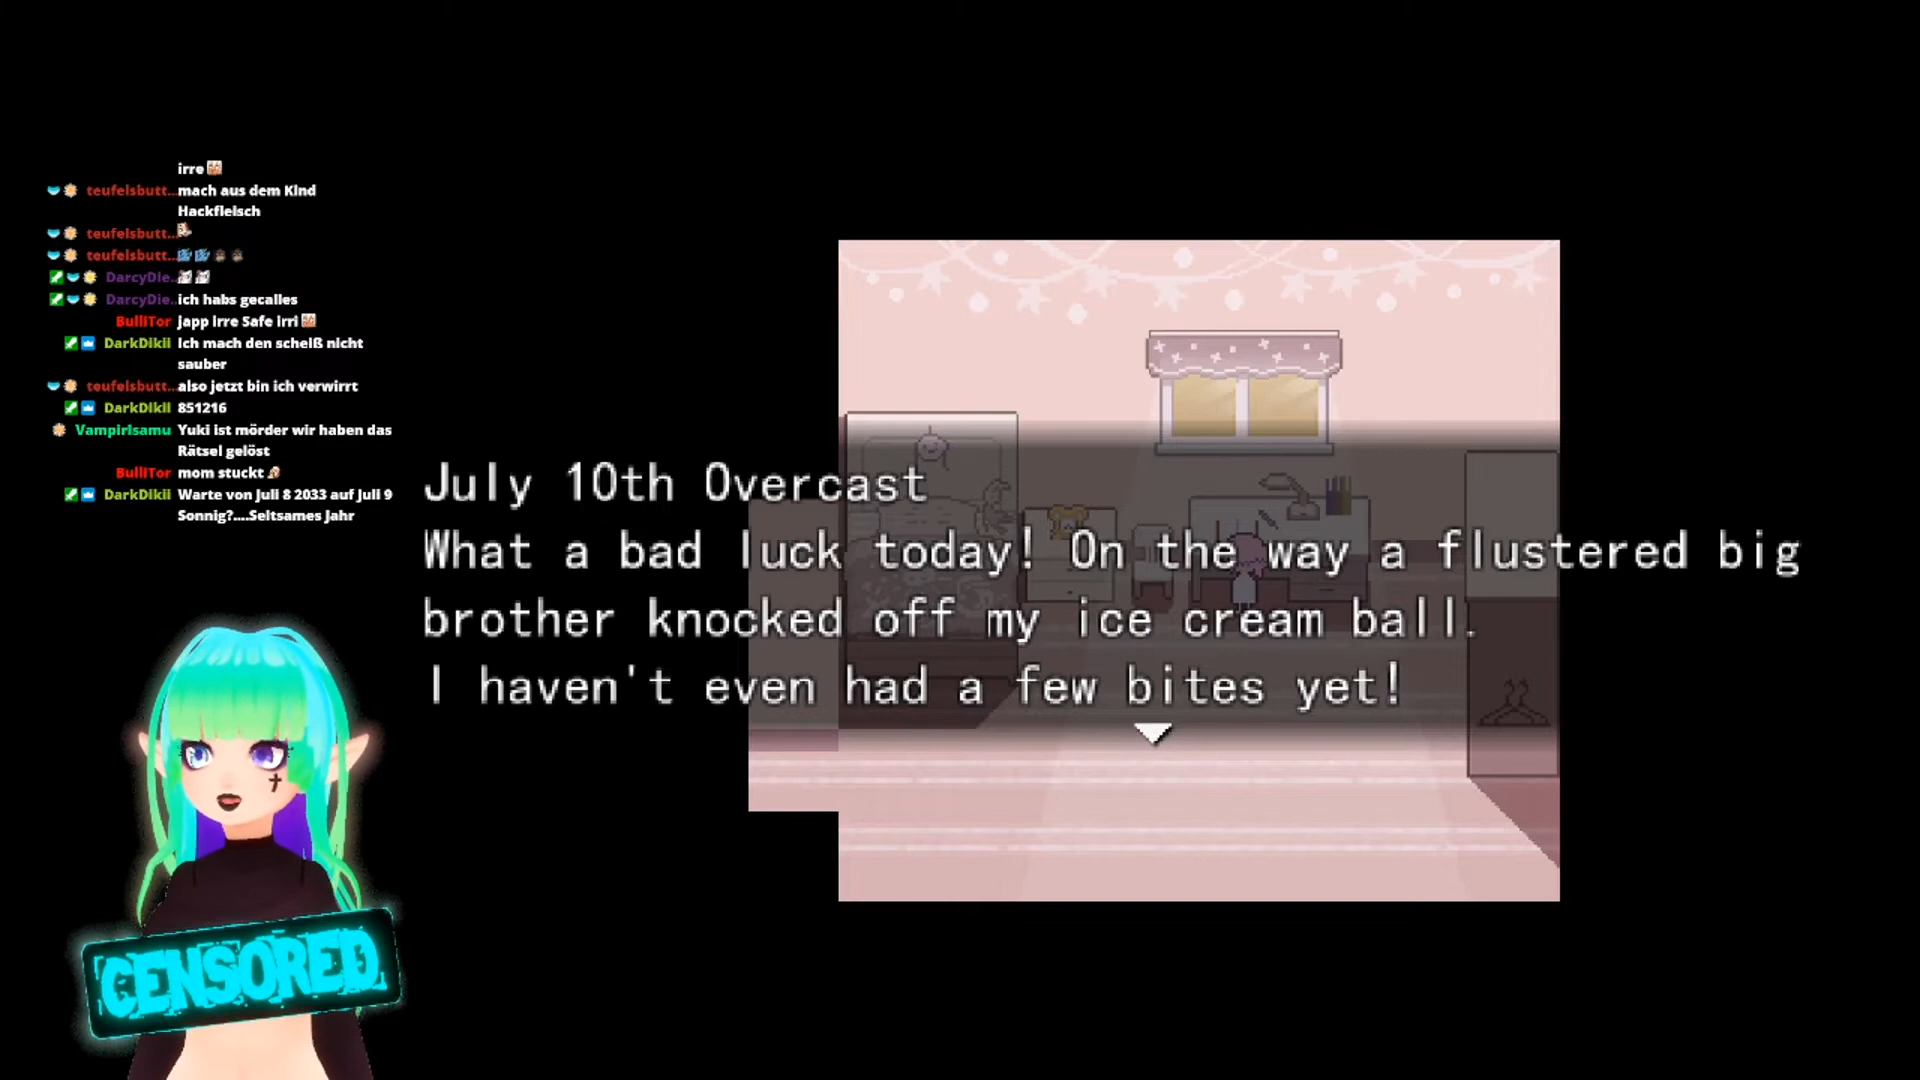 irre
teufelsbutt... mach aus dem Kind
Hackfleisch
teufelsbutt...
teufelsbutt...
DarcyDie...
DarcyDie... ich habs gecalles
BulliTor japp irre Safe irri
DarkDikii Ich mach den scheiß nicht
sauber
teufelsbutt... also jetzt bin ich verwirrt
DarkDikii 851216
Vampirlsamu Yuki ist mörder wir haben das
Rätsel gelöst
BulliTor mom stuckt
DarkDikii Warte von Juli 8 2033 auf Juli 9
Sonnig?....Seltsames Jahr
July 10th Overcast
What a bad luck today! On the way a flustered big
brother knocked off my ice cream ball.
I haven't even had a few bites yet!
CENSORED